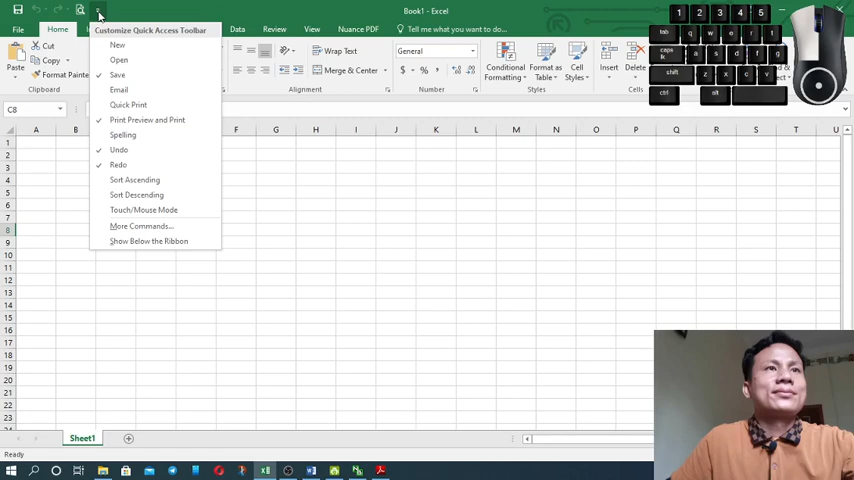 Book1 - Excel
File
Home
Data
Review
View
Nuance PDF
Tell me what you want to do...
Customize Quick Access Toolbar
New
Open
Save
Email
Quick Print
Print Preview and Print
Spelling
Undo
Redo
Sort Ascending
Sort Descending
Touch/Mouse Mode
More Commands...
Show Below the Ribbon
Paste
Cut
Copy
Format Painte
Clipboard
Wrap Text
Merge & Center
Alignment
General
$ % ,
Number
Conditional Formatting
Format as Table
Cell Styles
Styles
Insert
Delete
1 2 3 4 5
tab q w e r t
caps lk a s d f g
shift z x c v b
ctrl alt
C8
A B F G H I J K L M N O P Q R S T U
1
2
3
4
5
6
7
8
9
10
11
12
13
14
15
16
17
18
19
20
21
22
23
Sheet1
Ready